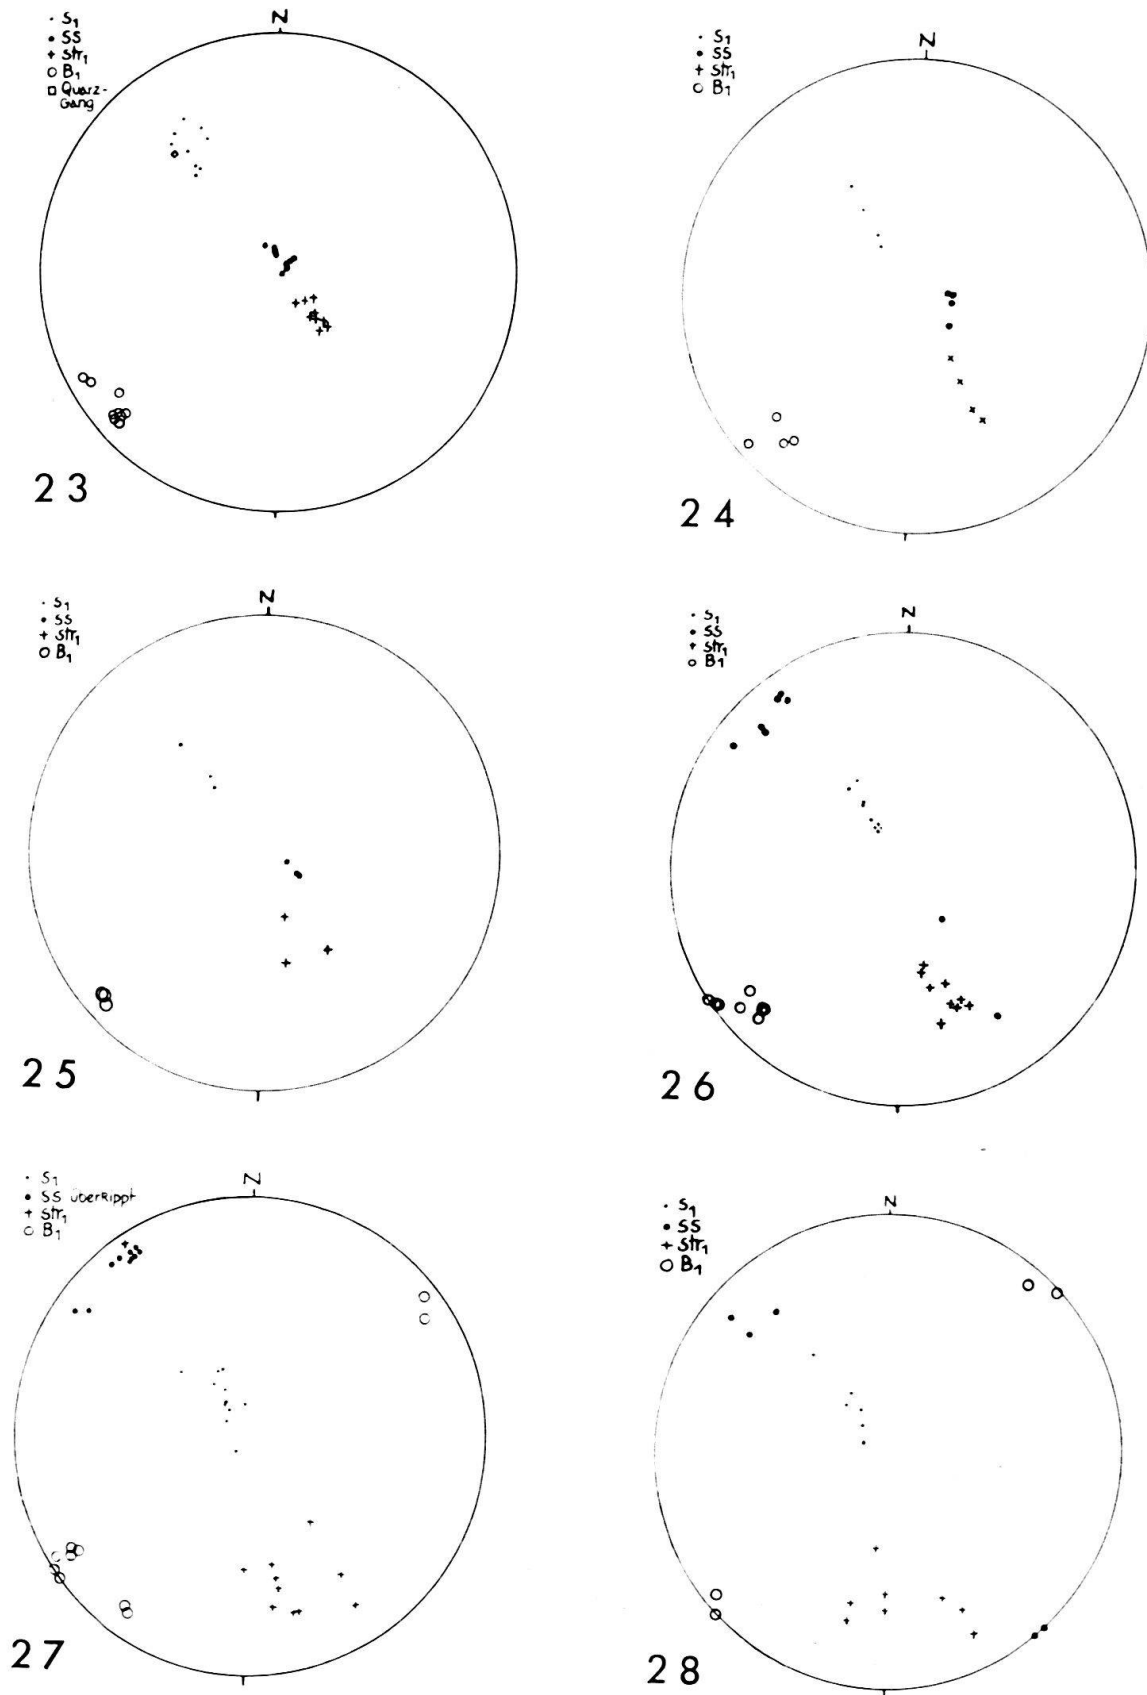 · S₁
• SS
+ Str₁
○ B₁
□ Quarz-
Gang
N
23
· S₁
• SS
+ Str₁
○ B₁
N
24
· S₁
• SS
+ Str₁
○ B₁
N
25
· S₁
• SS
+ Str₁
○ B₁
N
26
· S₁
• SS überkippt
+ Str₁
○ B₁
N
27
· S₁
• SS
+ Str₁
○ B₁
N
28